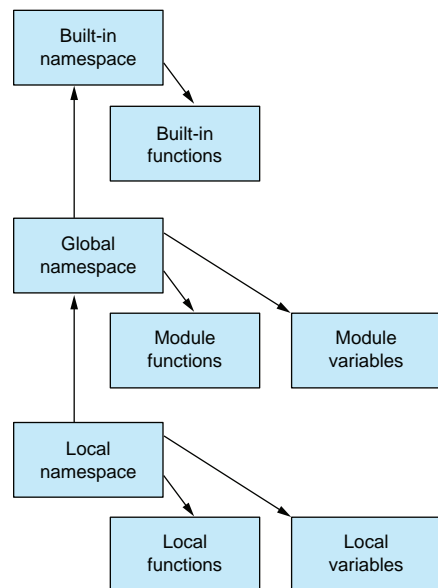 Built-in
namespace
Built-in
functions
Global
namespace
Module
functions
Module
variables
Local
namespace
Local
functions
Local
variables